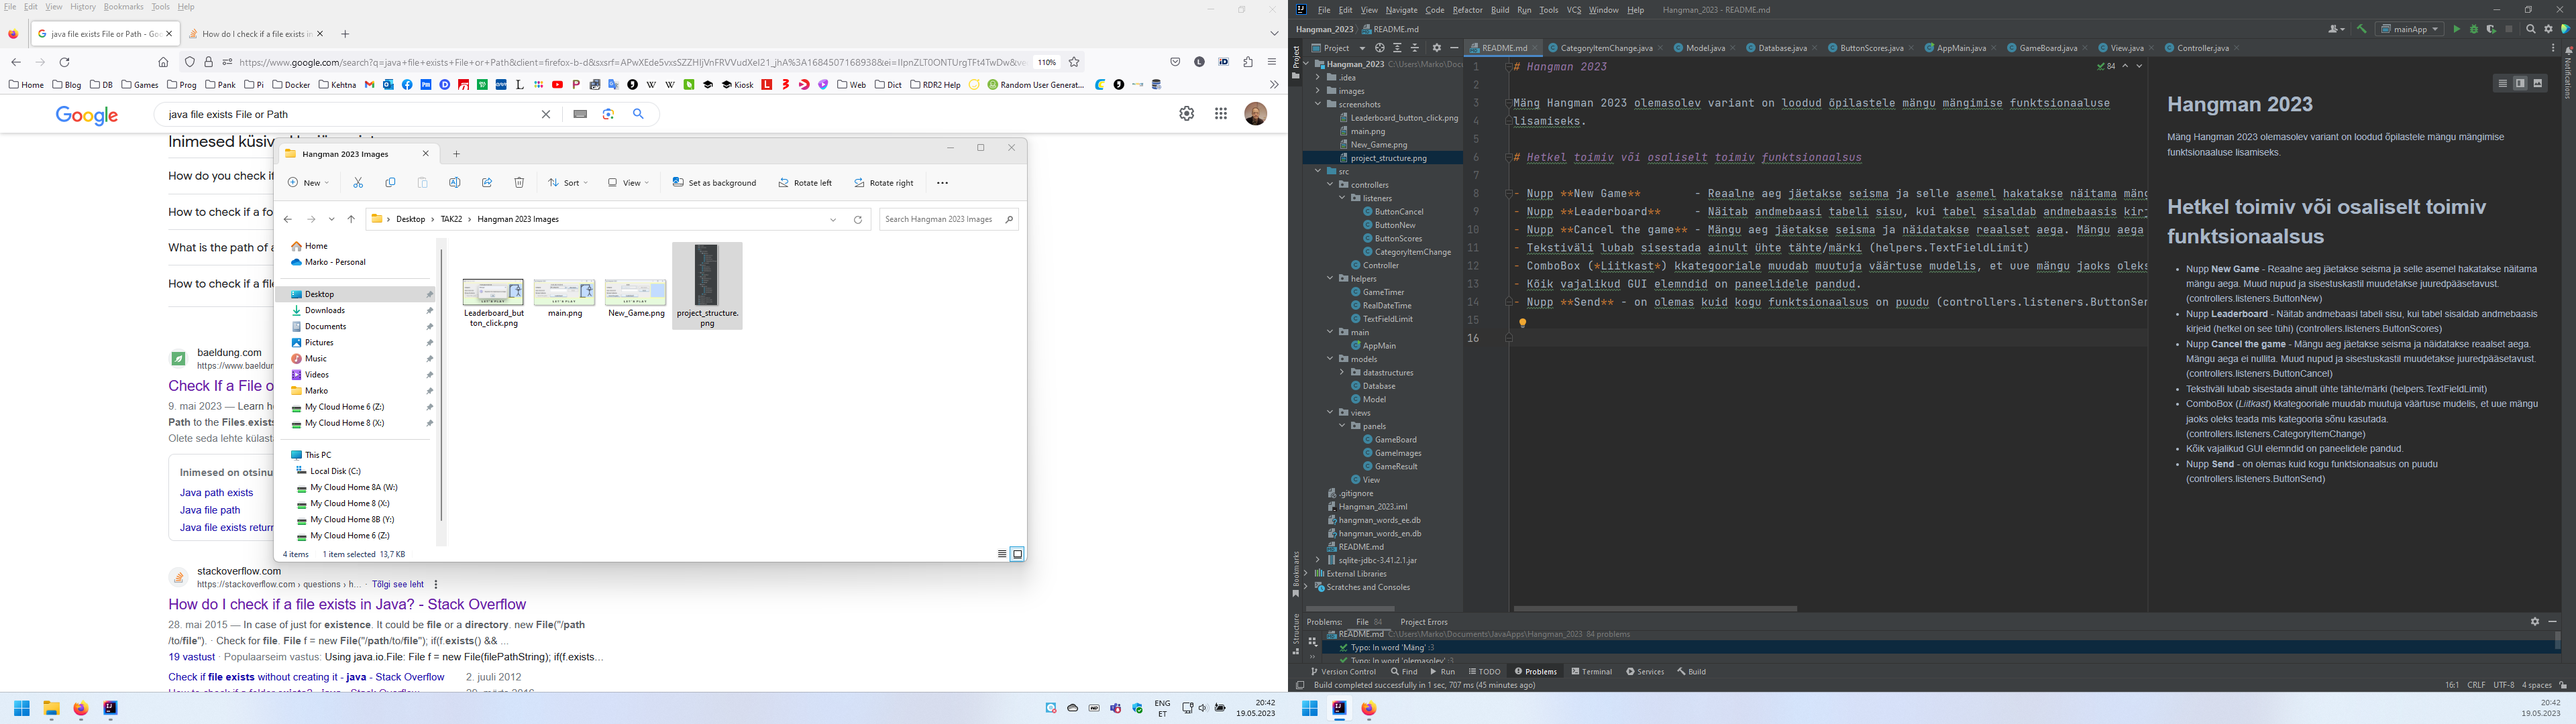 File Edit View History Bookmarks Tools Help
java file exists File or Path - Goo
How do I check if a file exists in
https://www.google.com/search?q=java+file+exists+File+or+Path&client=firefox-b-d&sxsrf=
110%
Home Blog DB Games Prog Pank Pi Docker Kehtna
Kiosk
Web Dict RDR2 Help Random User Generat...
Google
java file exists File or Path
How do you check if
How to check if a fo
What is the path of a
How to check if a file
baeldung.com
https://www.baeldun
Check If a File o
9. mai 2023 — Learn h
Path to the Files.exists
Olete seda lehte külast
Inimesed on otsinu
Java path exists
Java file path
Java file exists return
stackoverflow.com
https://stackoverflow.com › questions › h... · Tõlgi see leht
How do I check if a file exists in Java? - Stack Overflow
28. mai 2015 — In case of just for existence. It could be file or a directory. new File("/path
/to/file"). · Check for file. File f = new File("/path/to/file"); if(f.exists() && ...
19 vastust · Populaarseim vastus: Using java.io.File: File f = new File(filePathString); if(f.exists...
Check if file exists without creating it - java - Stack Overflow 2. juuli 2012
Hangman 2023 Images
New Sort View Set as background Rotate left Rotate right
Desktop TAK22 Hangman 2023 Images
Search Hangman 2023 Images
Home
Marko - Personal
Desktop
Downloads
Documents
Pictures
Music
Videos
Marko
My Cloud Home 6 (Z:)
My Cloud Home 8 (X:)
This PC
Local Disk (C:)
My Cloud Home 8A (W:)
My Cloud Home 8 (X:)
My Cloud Home 8B (Y:)
My Cloud Home 6 (Z:)
Leaderboard_but
ton_click.png
main.png
New_Game.png
project_structure.
png
4 items 1 item selected 13,7 KB
ENG
ET
20:42
19.05.2023
File Edit View Navigate Code Refactor Build Run Tools VCS Window Help Hangman_2023 - README.md
Hangman_2023 README.md
mainApp
Project
README.md CategoryItemChange.java Model.java Database.java ButtonScores.java AppMain.java GameBoard.java View.java Controller.java
Project
Bookmarks
Structure
Notifications
Hangman_2023 C:\Users\Marko\Docu
.idea
images
screenshots
Leaderboard_button_click.png
main.png
New_Game.png
project_structure.png
src
controllers
listeners
ButtonCancel
ButtonNew
ButtonScores
CategoryItemChange
Controller
helpers
GameTimer
RealDateTime
TextFieldLimit
main
AppMain
models
datastructures
Database
Model
views
panels
GameBoard
GameImages
GameResult
View
.gitignore
Hangman_2023.iml
hangman_words_ee.db
hangman_words_en.db
README.md
sqlite-jdbc-3.41.2.1.jar
External Libraries
Scratches and Consoles
84
1 # Hangman 2023
2
3 Mäng Hangman 2023 olemasolev variant on loodud õpilastele mängu mängimise funktsionaaluse
4 lisamiseks.
5
6 # Hetkel toimiv või osaliselt toimiv funktsionaalsus
7
8 - Nupp **New Game** - Reaalne aeg jäetakse seisma ja selle asemel hakatakse näitama mäng
9 - Nupp **Leaderboard** - Näitab andmebaasi tabeli sisu, kui tabel sisaldab andmebaasis kirj
10 - Nupp **Cancel the game** - Mängu aeg jäetakse seisma ja näidatakse reaalset aega. Mängu aega
11 - Tekstiväli lubab sisestada ainult ühte tähte/märki (helpers.TextFieldLimit)
12 - ComboBox (*Liitkast*) kkategooriale muudab muutuja väärtuse mudelis, et uue mängu jaoks oleks
13 - Kõik vajalikud GUI elemndid on paneelidele pandud.
14 - Nupp **Send** - on olemas kuid kogu funktsionaalsus on puudu (controllers.listeners.ButtonSen
15
16
Hangman 2023
Mäng Hangman 2023 olemasolev variant on loodud õpilastele mängu mängimise
funktsionaaluse lisamiseks.
Hetkel toimiv või osaliselt toimiv
funktsionaalsus
• Nupp New Game - Reaalne aeg jäetakse seisma ja selle asemel hakatakse näitama
mängu aega. Muud nupud ja sisestuskastil muudetakse juuredpääsetavust.
(controllers.listeners.ButtonNew)
• Nupp Leaderboard - Näitab andmebaasi tabeli sisu, kui tabel sisaldab andmebaasis
kirjeid (hetkel on see tühi) (controllers.listeners.ButtonScores)
• Nupp Cancel the game - Mängu aeg jäetakse seisma ja näidatakse reaalset aega.
Mängu aega ei nullita. Muud nupud ja sisestuskastil muudetakse juuredpääsetavust.
(controllers.listeners.ButtonCancel)
• Tekstiväli lubab sisestada ainult ühte tähte/märki (helpers.TextFieldLimit)
• ComboBox (Liitkast) kkategooriale muudab muutuja väärtuse mudelis, et uue mängu
jaoks oleks teada mis kategooria sõnu kasutada.
(controllers.listeners.CategoryItemChange)
• Kõik vajalikud GUI elemndid on paneelidele pandud.
• Nupp Send - on olemas kuid kogu funktsionaalsus on puudu
(controllers.listeners.ButtonSend)
Problems: File 84 Project Errors
README.md C:\Users\Marko\Documents\JavaApps\Hangman_2023 84 problems
Typo: In word 'Mäng' :3
Typo: In word 'olemasolev' :3
Version Control Find Run TODO Problems Terminal Services Build
Build completed successfully in 1 sec, 707 ms (45 minutes ago)
16:1 CRLF UTF-8 4 spaces
20:42
19.05.2023